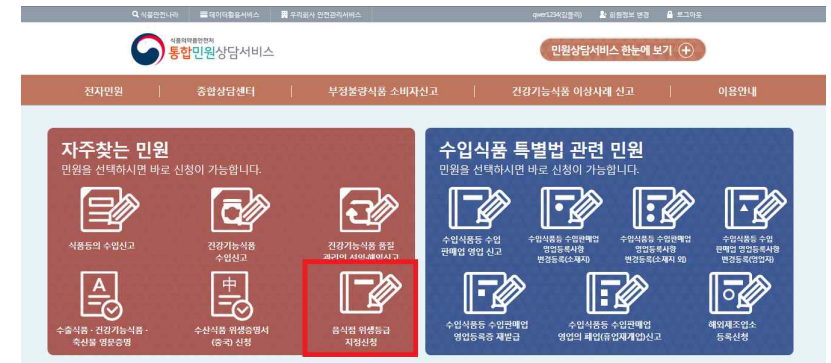 식품안전나라
데이터활용서비스
우리회사 안전관리서비스
qwer1234(김클리)
회원정보 변경
로그아웃
식품의약품안전처
통합민원상담서비스
민원상담서비스 한눈에 보기
전자민원
종합상담센터
부정불량식품 소비자신고
건강기능식품 이상사례 신고
이용안내
자주찾는 민원
민원을 선택하시면 바로 신청이 가능합니다.
식품등의 수입신고
건강기능식품
수입신고
건강기능식품 품질
관리인 선임·해임신고
A
수출식품·건강기능식품·
축산물 영문증명
中
수산식품 위생증명서
(중국) 신청
음식점 위생등급
지정신청
수입식품 특별법 관련 민원
민원을 선택하시면 바로 신청이 가능합니다.
수입식품등 수입
판매업 영업 신고
수입식품등 수입판매업
영업등록사항
변경등록(소재지)
수입식품등 수입판매업
영업등록사항
변경등록(소재지 외)
수입식품등 수입
판매업 영업등록사항
변경등록(영업자)
수입식품등 수입판매업
영업등록증 재발급
수입식품등 수입판매업
영업의 폐업(휴업재개업)신고
해외제조업소
등록신청